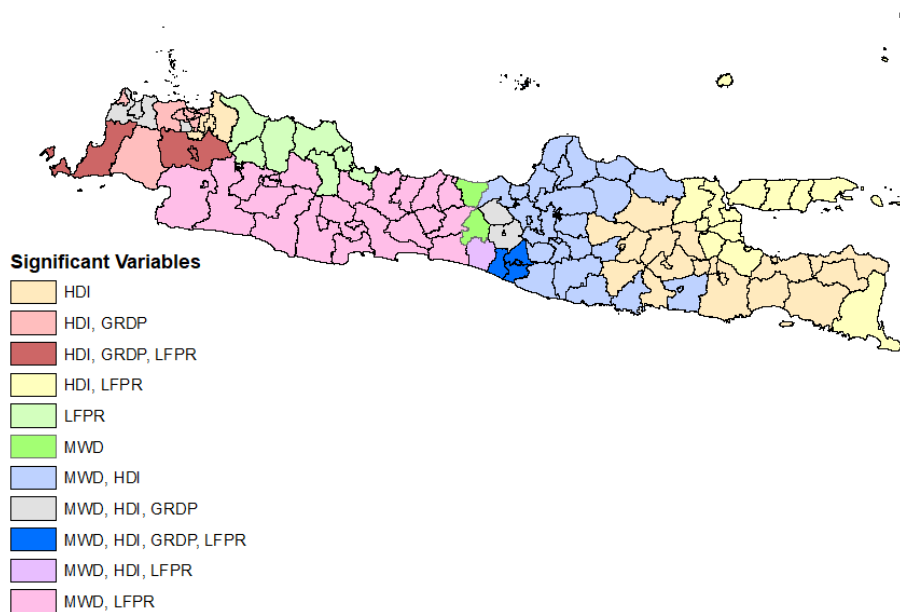 Significant Variables
HDI
HDI, GRDP
HDI, GRDP, LFPR
HDI, LFPR
LFPR
MWD
MWD, HDI
MWD, HDI, GRDP
MWD, HDI, GRDP, LFPR
MWD, HDI, LFPR
MWD, LFPR